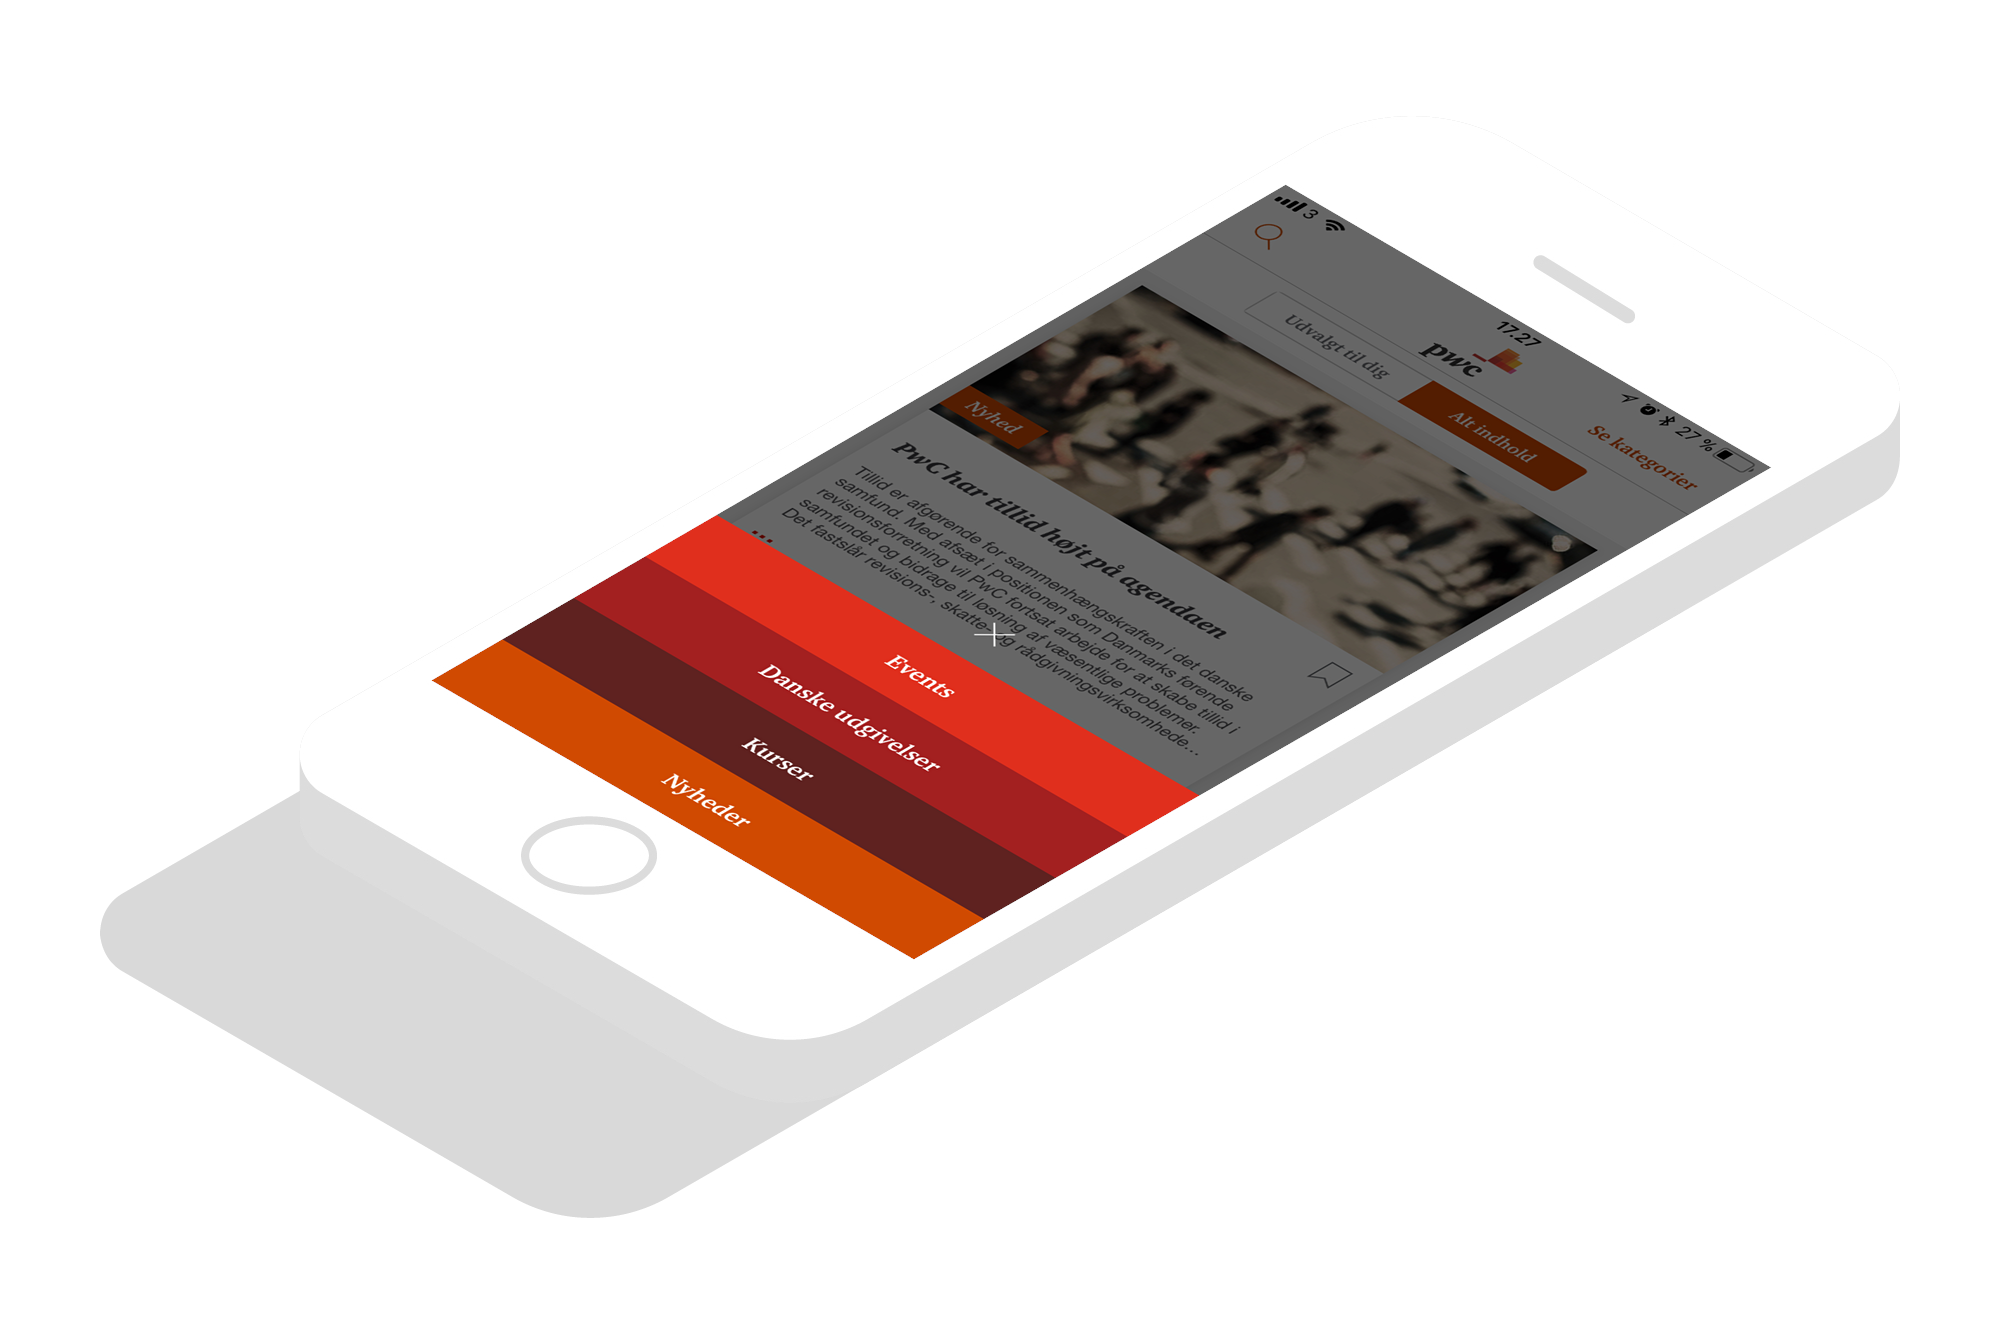 3 17.27 27 %
pwc
Se kategorier
Udvalgt til dig
Alt indhold
Nyhed
PwC har tillid højt på agendaen
Tillid er afgørende for sammenhængskraften i det danske
samfund. Med afsæt i positionen som Danmarks førende
revisionsforretning vil PwC fortsat arbejde for at skabe tillid i
samfundet og bidrage til løsning af væsentlige problemer.
Det fastslår revisions-, skatte- og rådgivningsvirksomhede...
Events
Danske udgivelser
Kurser
Nyheder